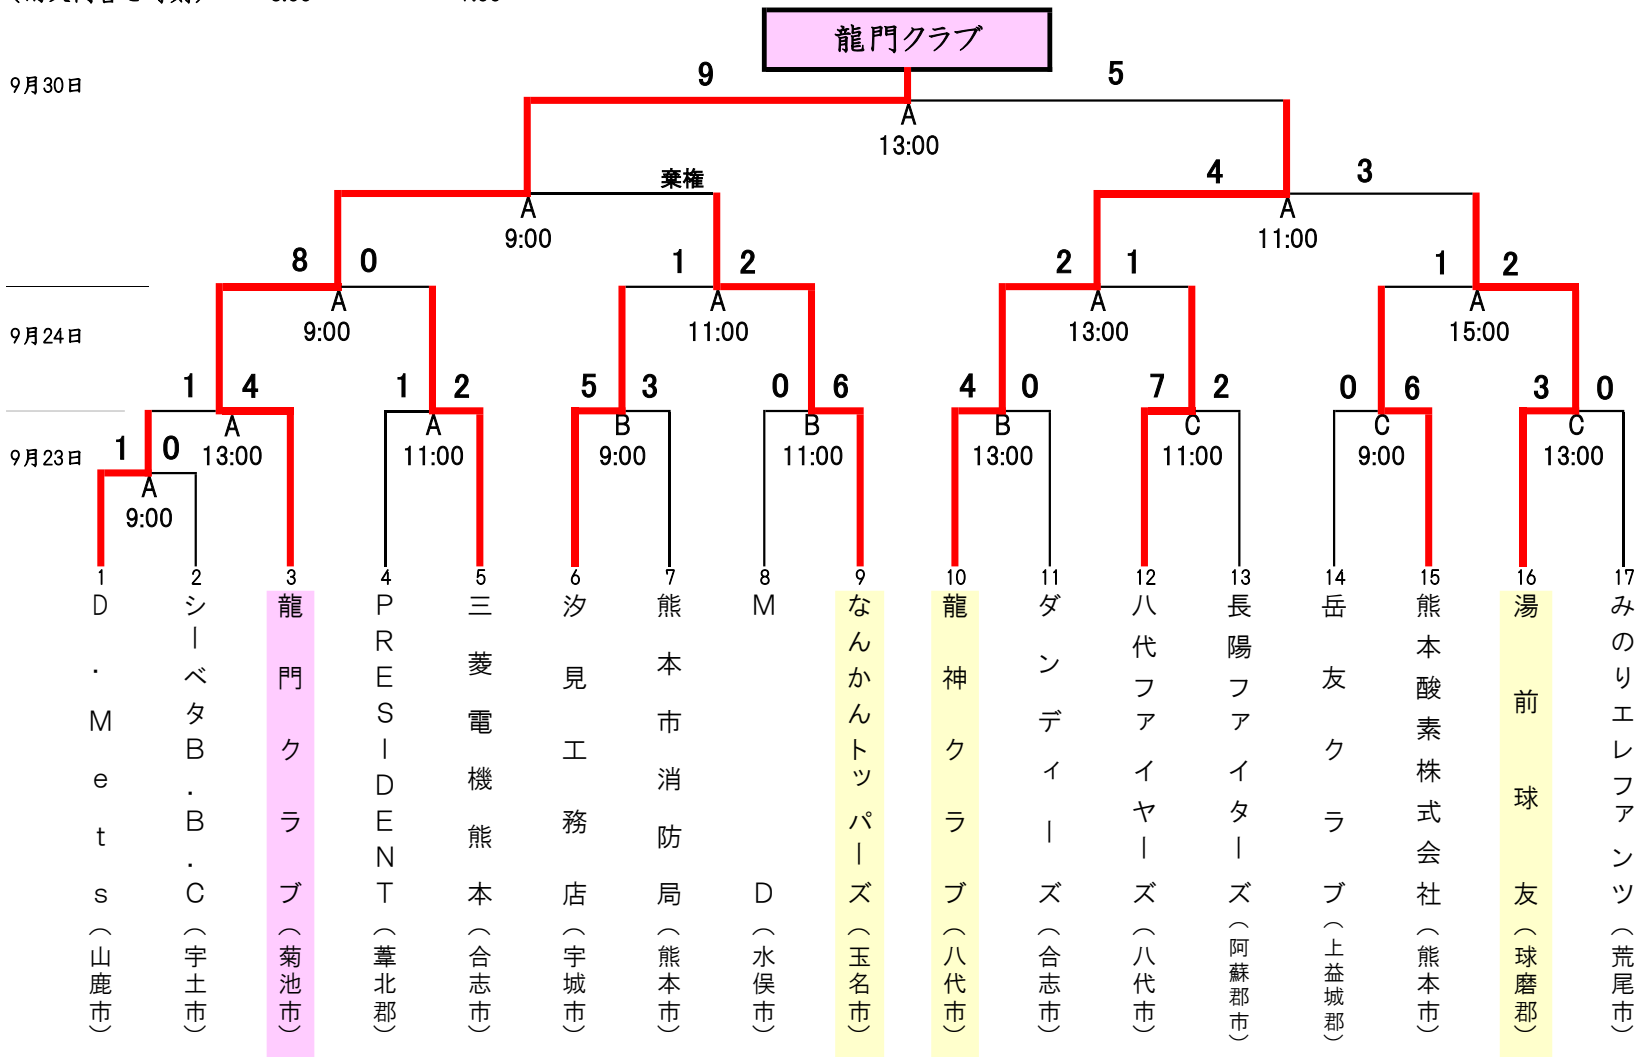 龍門クラブ
9月30日
9 5
A
13:00
棄権
4 3
A
9:00
A
11:00
8 0
1 2
2 1
1 2
A
9:00
A
11:00
A
13:00
A
15:00
9月24日
1 4
1 2
5 3
0 6
4 0
7 2
0 6
3 0
A
13:00
A
11:00
B
9:00
B
11:00
B
13:00
C
11:00
C
9:00
C
13:00
9月23日
1 0
A
9:00
1
D.Mets(山鹿市)
2
シーベタB.B.C(宇土市)
3
龍門クラブ(菊池市)
4
PRESIDENT(葦北郡)
5
三菱電機熊本(合志市)
6
汐見工務店(宇城市)
7
熊本市消防局(熊本市)
8
MD(水俣市)
9
なんかんトッパーズ(玉名市)
10
龍神クラブ(八代市)
11
ダンディーズ(合志市)
12
八代ファイヤーズ(八代市)
13
長陽ファイターズ(阿蘇郡市)
14
岳友クラブ(上益城郡)
15
熊本酸素株式会社(熊本市)
16
湯前球友(球磨郡)
17
みのりエレファンツ(荒尾市)